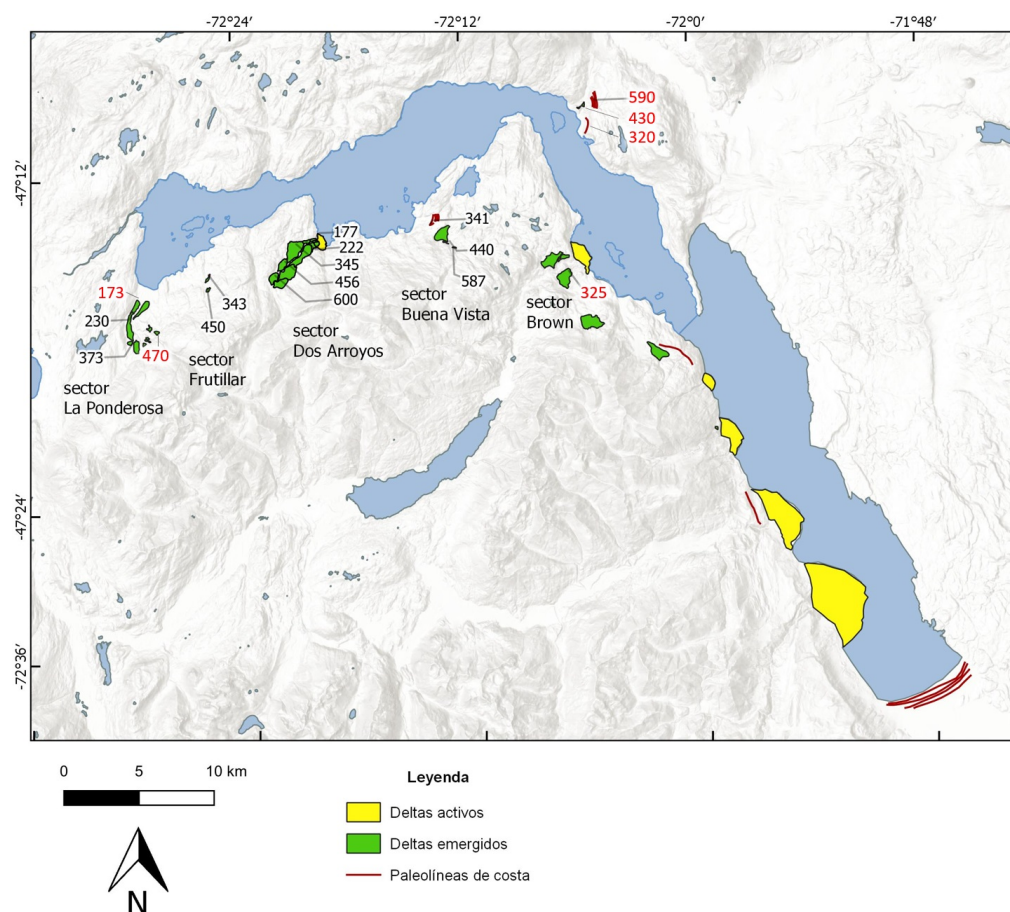 -72°24'
-72°12'
-72°0'
-71°48'
590
430
320
-47°12'
177
222
345
456
600
341
440
587
sector
Buena Vista
325
sector
Brown
173
230
373
470
343
450
sector
Dos Arroyos
sector
Frutillar
sector
La Ponderosa
-47°24'
-72°36'
0 5 10 km
Leyenda
Deltas activos
Deltas emergidos
Paleolíneas de costa
N